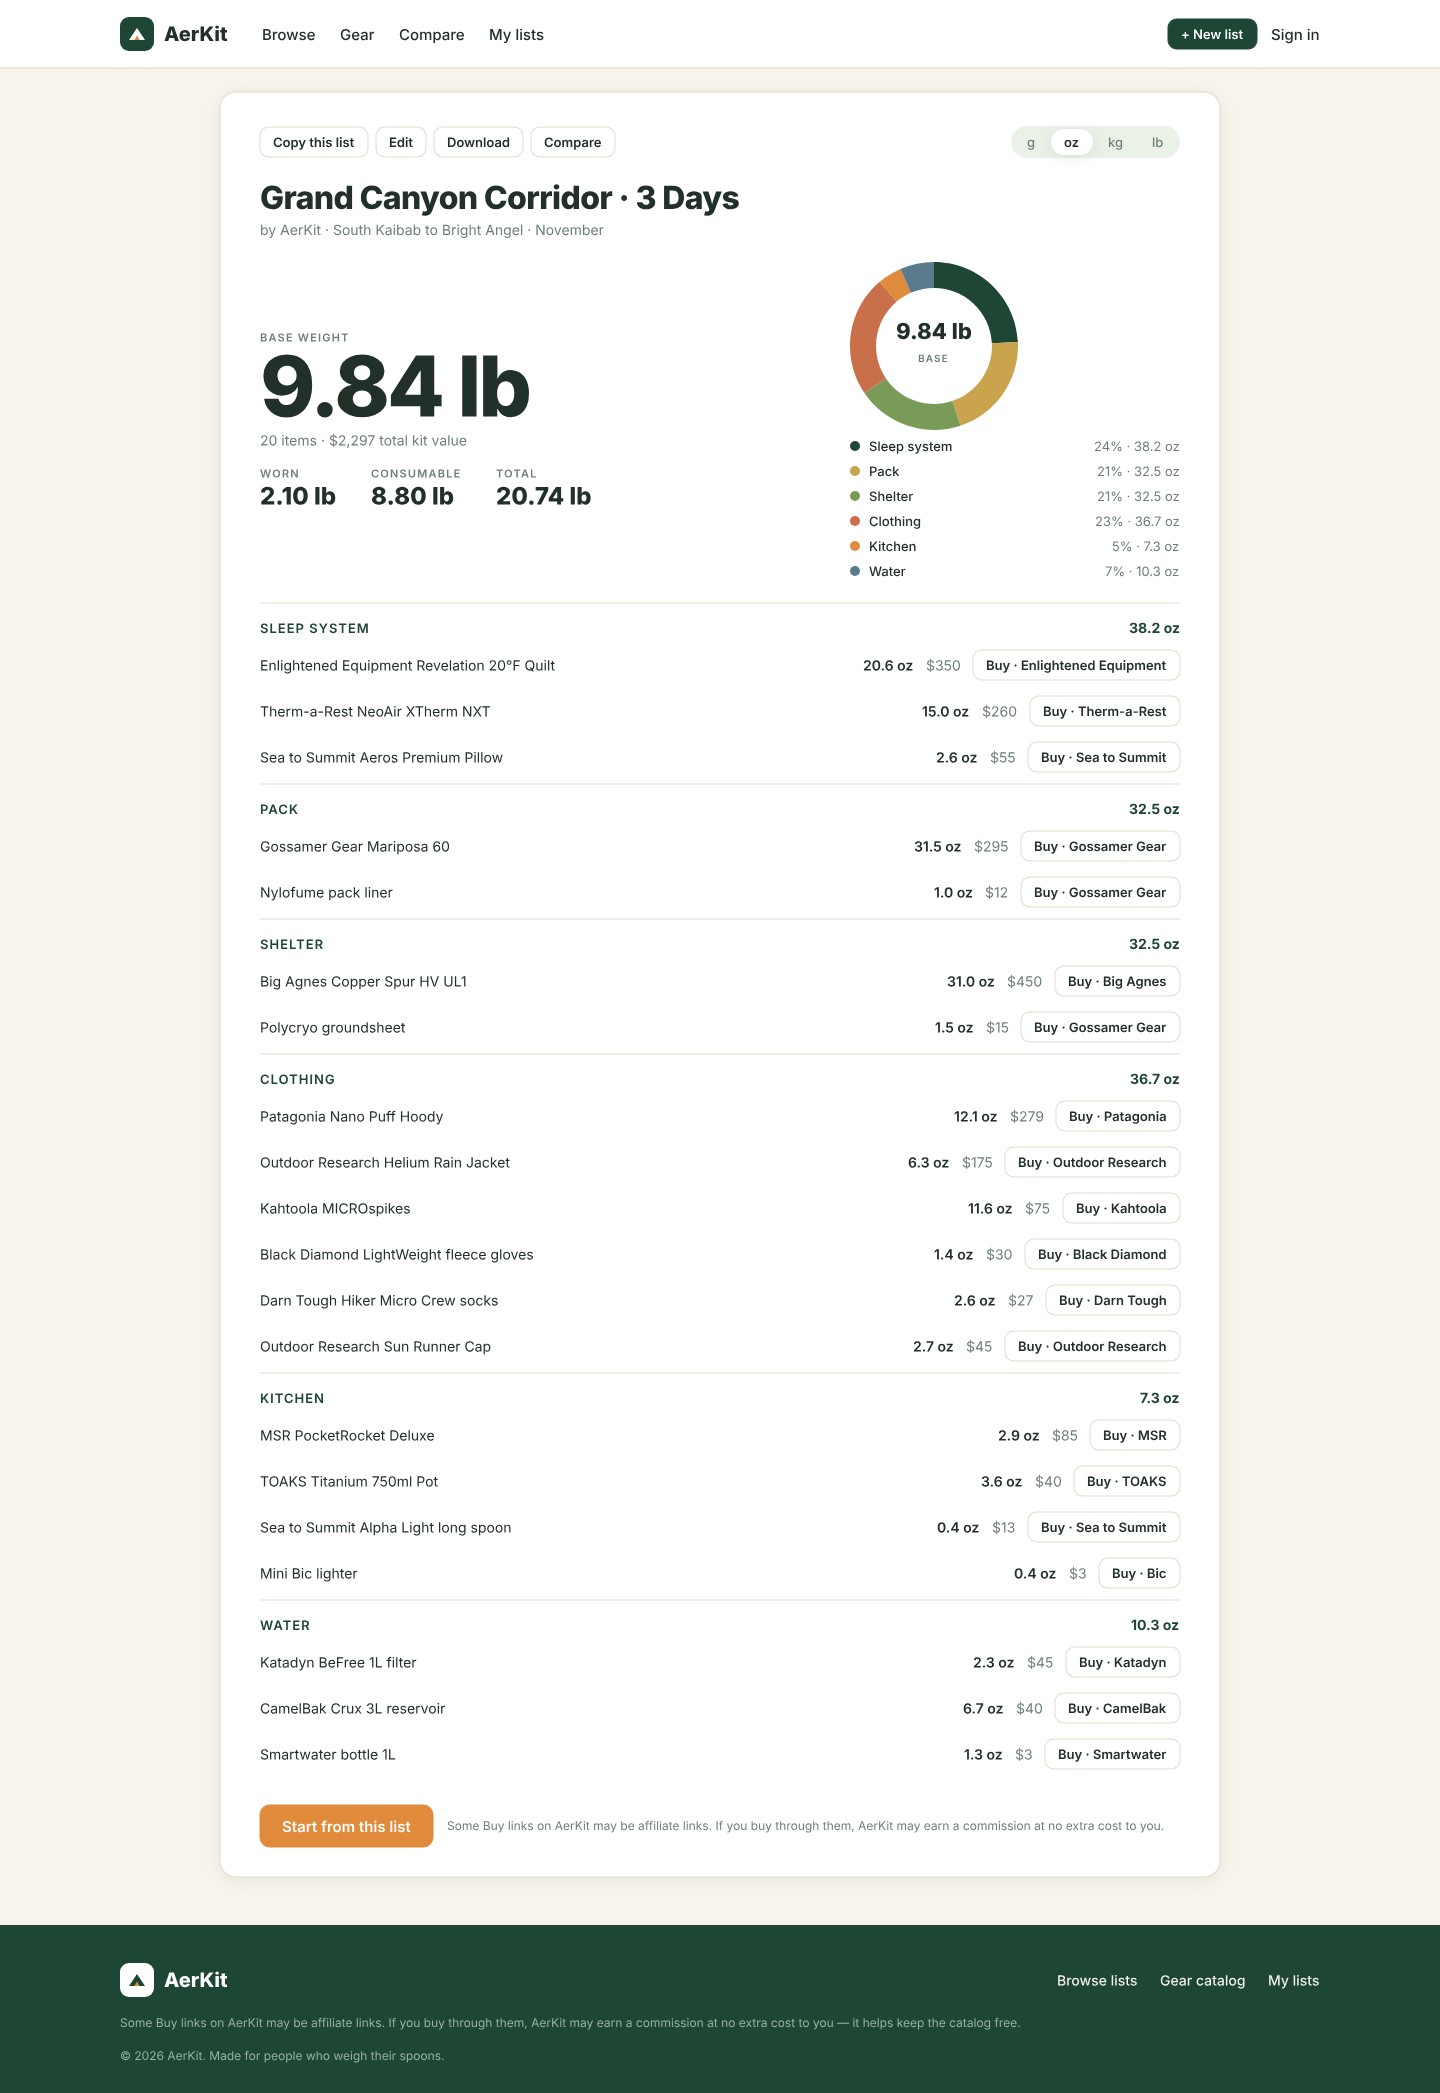 AerKit Browse Gear Compare My lists + New list Sign in
Copy this list Edit Download Compare g oz kg lb
Grand Canyon Corridor · 3 Days
by AerKit · South Kaibab to Bright Angel · November
BASE WEIGHT
9.84 lb
20 items · $2,297 total kit value
WORN CONSUMABLE TOTAL
2.10 lb 8.80 lb 20.74 lb
9.84 lb
BASE
Sleep system 24% · 38.2 oz
Pack 21% · 32.5 oz
Shelter 21% · 32.5 oz
Clothing 23% · 36.7 oz
Kitchen 5% · 7.3 oz
Water 7% · 10.3 oz
SLEEP SYSTEM 38.2 oz
Enlightened Equipment Revelation 20°F Quilt 20.6 oz $350 Buy · Enlightened Equipment
Therm-a-Rest NeoAir XTherm NXT 15.0 oz $260 Buy · Therm-a-Rest
Sea to Summit Aeros Premium Pillow 2.6 oz $55 Buy · Sea to Summit
PACK 32.5 oz
Gossamer Gear Mariposa 60 31.5 oz $295 Buy · Gossamer Gear
Nylofume pack liner 1.0 oz $12 Buy · Gossamer Gear
SHELTER 32.5 oz
Big Agnes Copper Spur HV UL1 31.0 oz $450 Buy · Big Agnes
Polycryo groundsheet 1.5 oz $15 Buy · Gossamer Gear
CLOTHING 36.7 oz
Patagonia Nano Puff Hoody 12.1 oz $279 Buy · Patagonia
Outdoor Research Helium Rain Jacket 6.3 oz $175 Buy · Outdoor Research
Kahtoola MICROspikes 11.6 oz $75 Buy · Kahtoola
Black Diamond LightWeight fleece gloves 1.4 oz $30 Buy · Black Diamond
Darn Tough Hiker Micro Crew socks 2.6 oz $27 Buy · Darn Tough
Outdoor Research Sun Runner Cap 2.7 oz $45 Buy · Outdoor Research
KITCHEN 7.3 oz
MSR PocketRocket Deluxe 2.9 oz $85 Buy · MSR
TOAKS Titanium 750ml Pot 3.6 oz $40 Buy · TOAKS
Sea to Summit Alpha Light long spoon 0.4 oz $13 Buy · Sea to Summit
Mini Bic lighter 0.4 oz $3 Buy · Bic
WATER 10.3 oz
Katadyn BeFree 1L filter 2.3 oz $45 Buy · Katadyn
CamelBak Crux 3L reservoir 6.7 oz $40 Buy · CamelBak
Smartwater bottle 1L 1.3 oz $3 Buy · Smartwater
Start from this list Some Buy links on AerKit may be affiliate links. If you buy through them, AerKit may earn a commission at no extra cost to you.
AerKit Browse lists Gear catalog My lists
Some Buy links on AerKit may be affiliate links. If you buy through them, AerKit may earn a commission at no extra cost to you — it helps keep the catalog free.
© 2026 AerKit. Made for people who weigh their spoons.